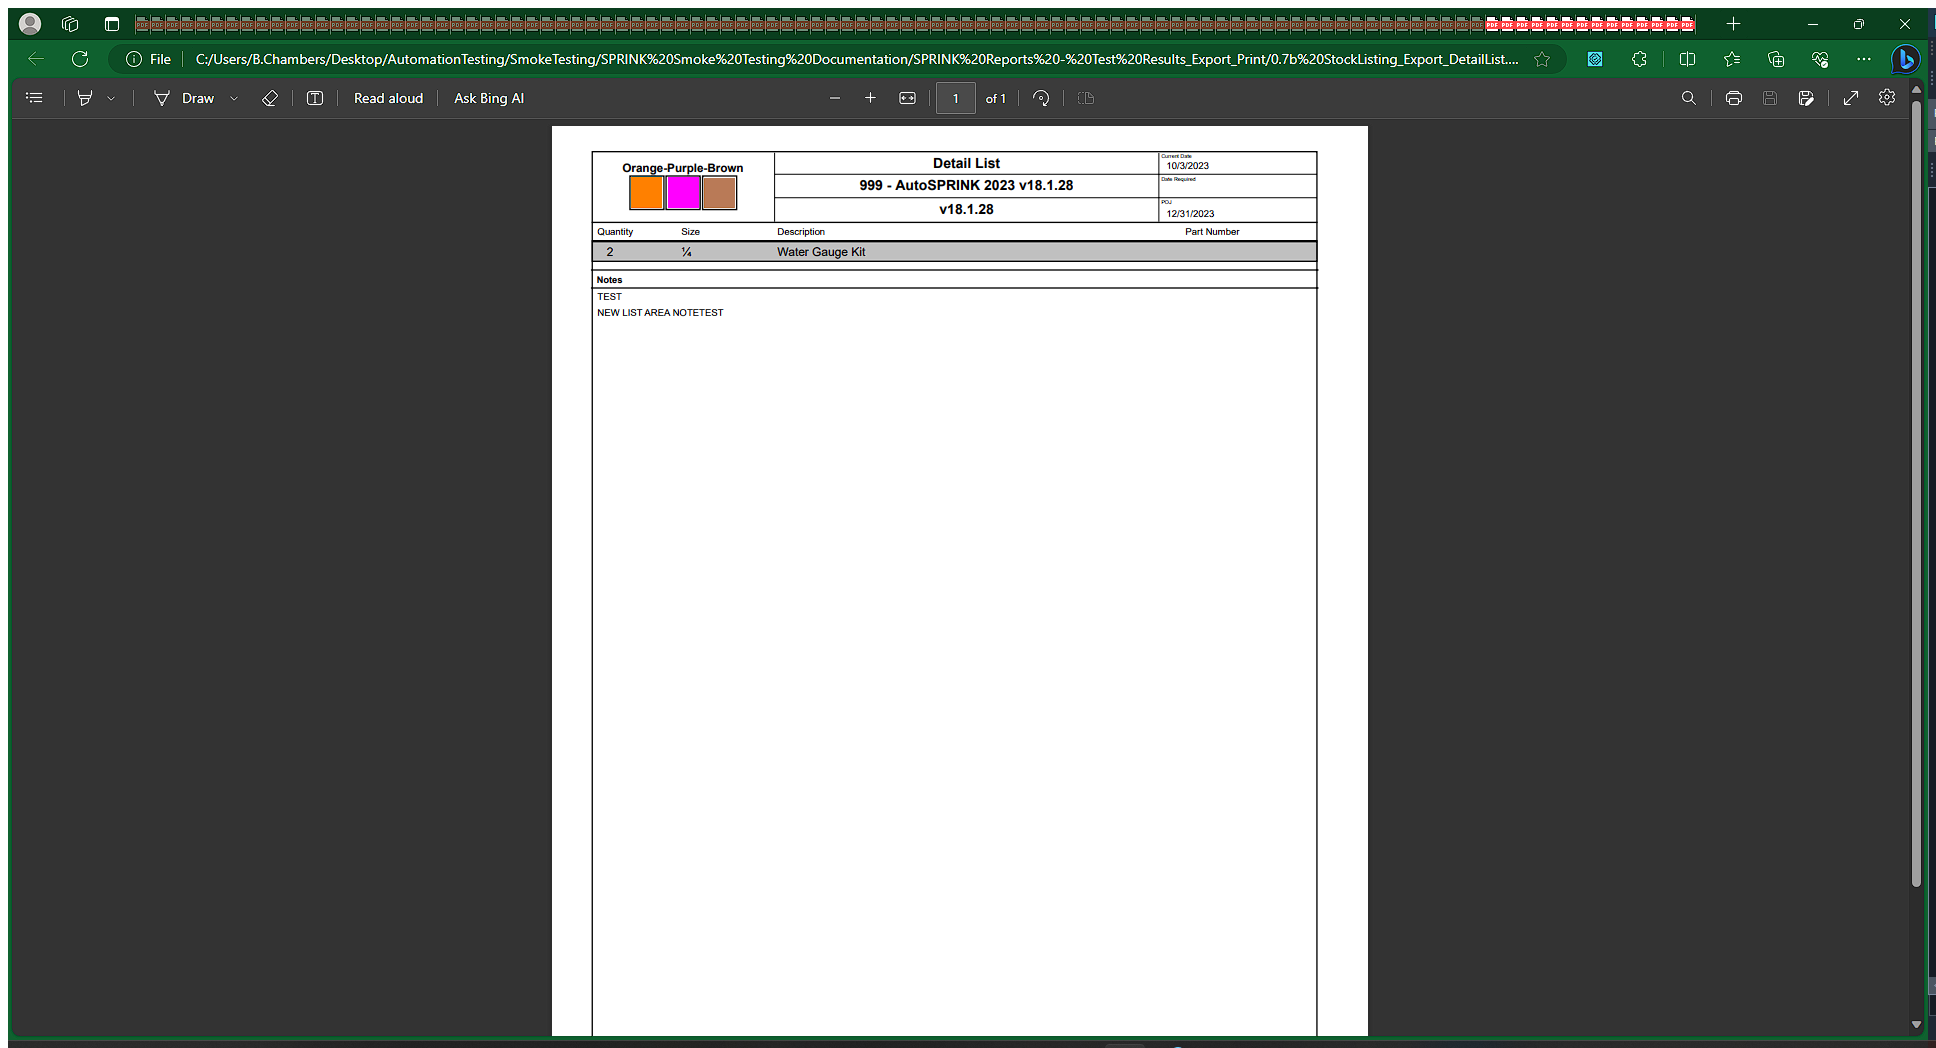 File
C:/Users/B.Chambers/Desktop/AutomationTesting/SmokeTesting/SPRINK%20Smoke%20Testing%20Documentation/SPRINK%20Reports%20-%20Test%20Results_Export_Print/0.7b%20StockListing_Export_DetailList....
Draw
Read aloud
Ask Bing AI
1 of 1
Orange-Purple-Brown
Detail List
999 - AutoSPRINK 2023 v18.1.28
v18.1.28
Current Date
10/3/2023
Date Required
POJ
12/31/2023
Quantity Size Description Part Number
2 ¼ Water Gauge Kit
Notes
TEST
NEW LIST AREA NOTETEST